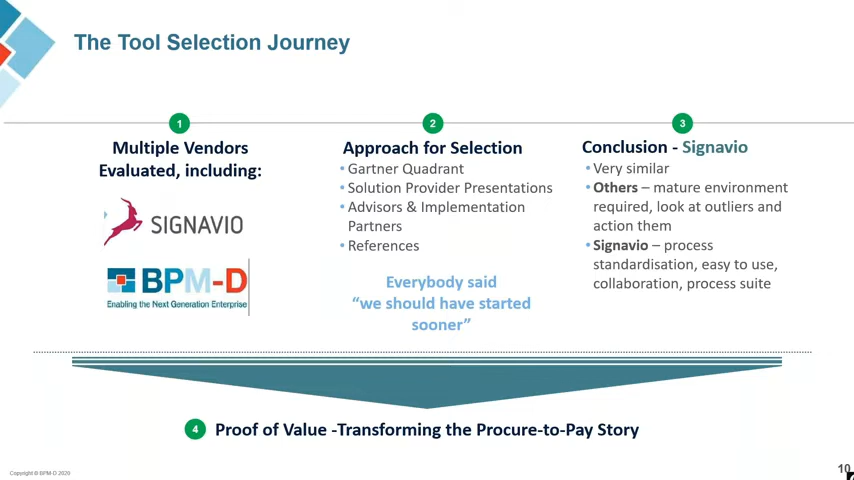 The Tool Selection Journey
1
Multiple Vendors
Evaluated, including:
SIGNAVIO
BPM-D
Enabling the Next Generation Enterprise
2
Approach for Selection
• Gartner Quadrant
• Solution Provider Presentations
• Advisors & Implementation
Partners
• References
Everybody said
“we should have started
sooner”
3
Conclusion - Signavio
• Very similar
• Others – mature environment
required, look at outliers and
action them
• Signavio – process
standardisation, easy to use,
collaboration, process suite
4
Proof of Value -Transforming the Procure-to-Pay Story
Copyright © BPM-D 2020
10